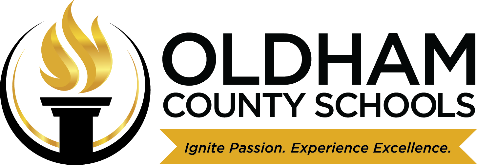 OLDHAM
COUNTY SCHOOLS
Ignite Passion. Experience Excellence.